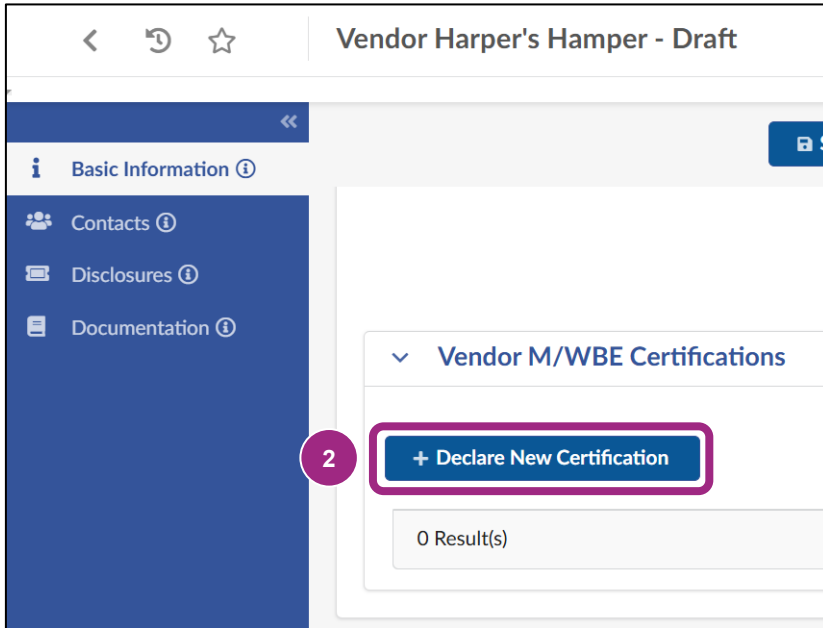 Vendor Harper's Hamper - Draft
Basic Information
Contacts
Disclosures
Documentation
Vendor M/WBE Certifications
2
+ Declare New Certification
0 Result(s)